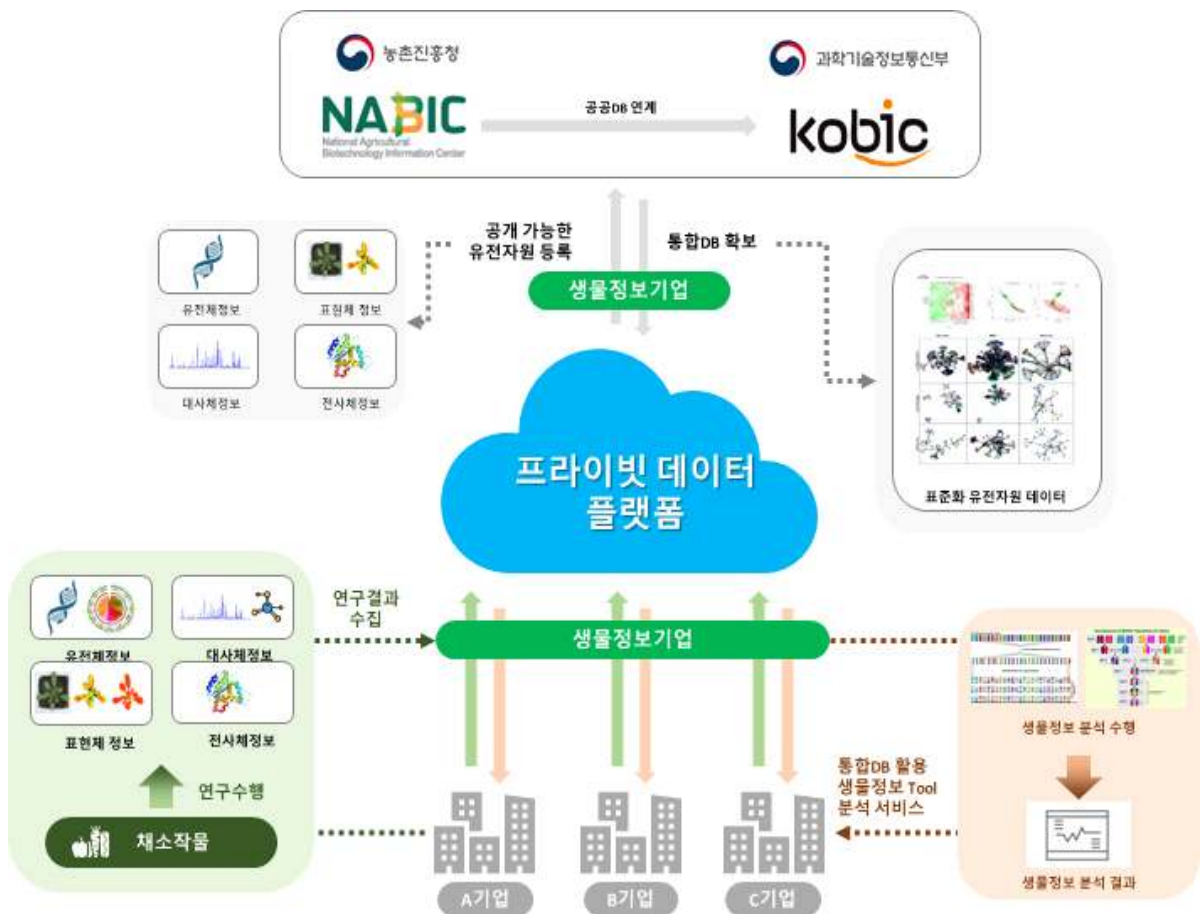 농촌진흥청
과학기술정보통신부
NABIC
National Agricultural
Biotechnology Information Center
공공DB 연계
kobic
공개 가능한
유전자원 등록
통합DB 확보
생물정보기업
유전체정보
표현체 정보
대사체정보
전사체정보
표준화 유전자원 데이터
프라이빗 데이터
플랫폼
연구결과
수집
생물정보기업
유전체정보
대사체정보
표현체 정보
전사체정보
연구수행
채소작물
생물정보 분석 수행
통합DB 활용
생물정보 Tool
분석 서비스
생물정보 분석 결과
A기업
B기업
C기업